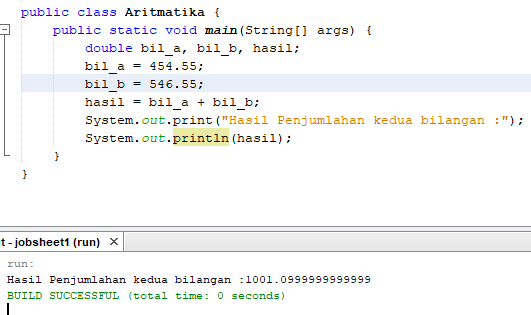 public class Aritmatika {
public static void main(String[] args) {
double bil_a, bil_b, hasil;
bil_a = 454.55;
bil_b = 546.55;
hasil = bil_a + bil_b;
System.out.print("Hasil Penjumlahan kedua bilangan :");
System.out.println(hasil);
}
}
t - jobsheet1 (run) ×
run:
Hasil Penjumlahan kedua bilangan :1001.0999999999999
BUILD SUCCESSFUL (total time: 0 seconds)